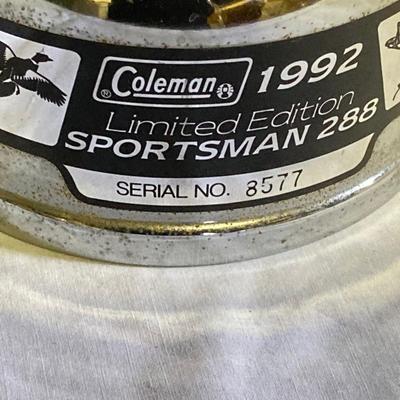 ® Coleman 1992
Limited Edition
SPORTSMAN 288
SERIAL NO. 8577